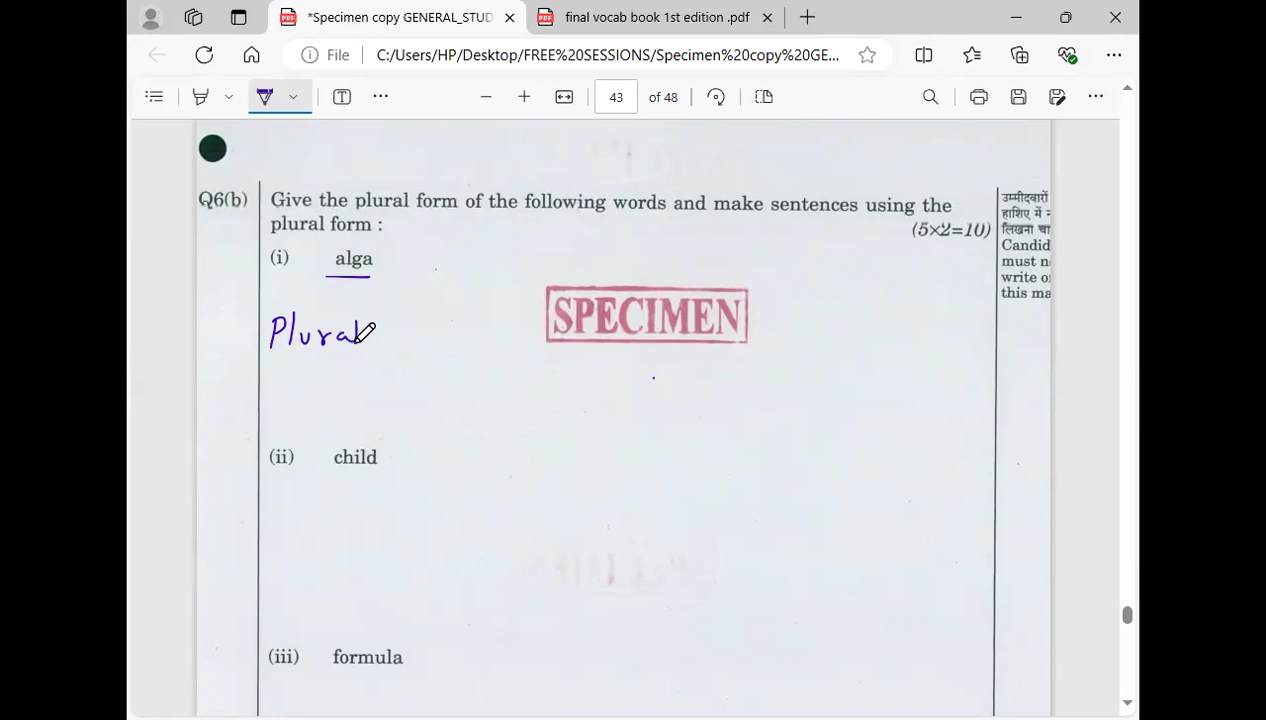 *Specimen copy GENERAL_STUD
final vocab book 1st edition .pdf
File
C:/Users/HP/Desktop/FREE%20SESSIONS/Specimen%20copy%20GE...
43 of 48
Q6(b) Give the plural form of the following words and make sentences using the
plural form :
(5×2=10)
उम्मीदवारों
हाशिए में न
लिखना चा
Candid
must n
write o
this ma
(i) alga
SPECIMEN
Plural
(ii) child
(iii) formula